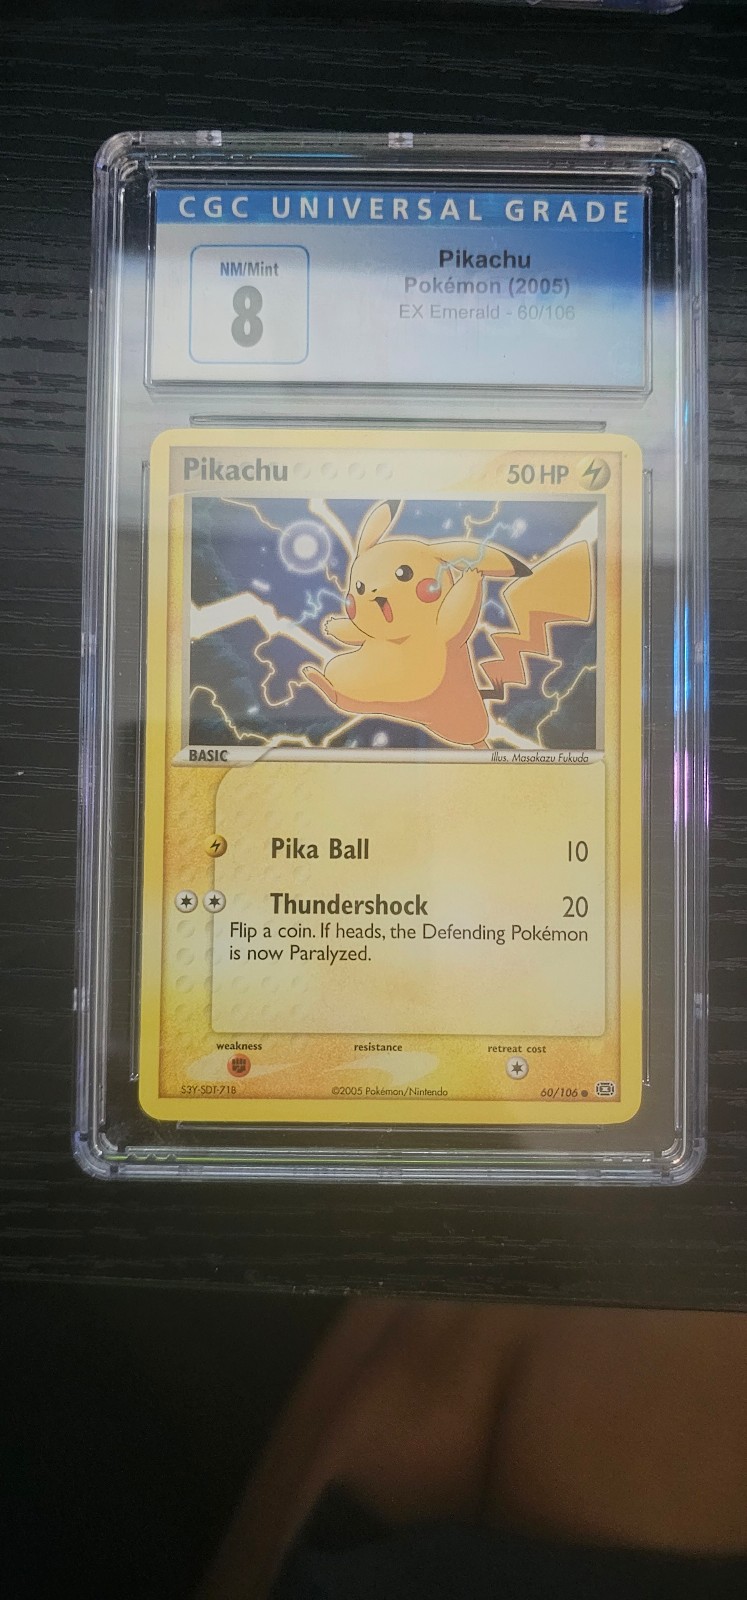 CGC UNIVERSAL GRADE
NM/Mint
8
Pikachu
Pokémon (2005)
EX Emerald - 60/106
Pikachu
50 HP
BASIC
Illus. Masakazu Fukuda
Pika Ball 10
Thundershock 20
Flip a coin. If heads, the Defending Pokémon
is now Paralyzed.
weakness resistance retreat cost
S3Y-SDT-71B ©2005 Pokémon/Nintendo 60/106